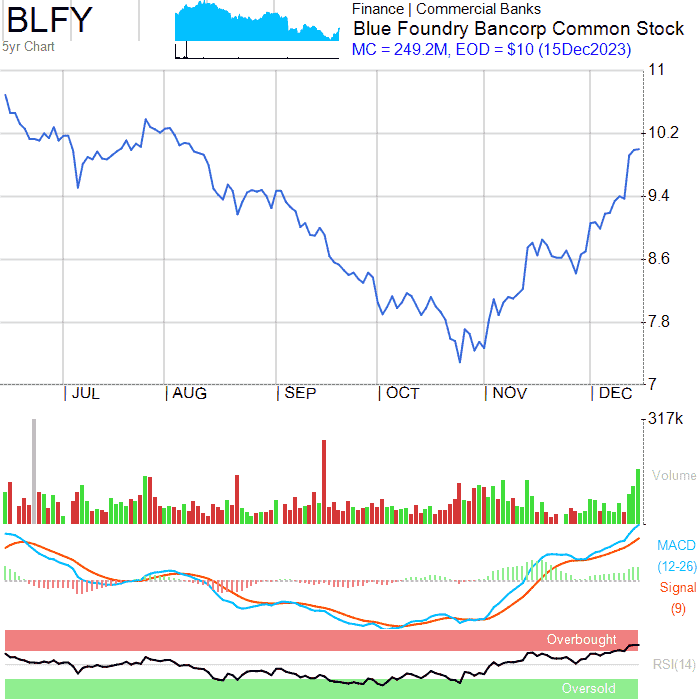 BLFY
5yr Chart
Finance | Commercial Banks
Blue Foundry Bancorp Common Stock
MC = 249.2M, EOD = $10 (15Dec2023)
11
10.2
9.4
8.6
7.8
7
JUL AUG SEP OCT NOV DEC
317k
Volume
MACD
(12-26)
Signal
(9)
Overbought
RSI(14)
Oversold